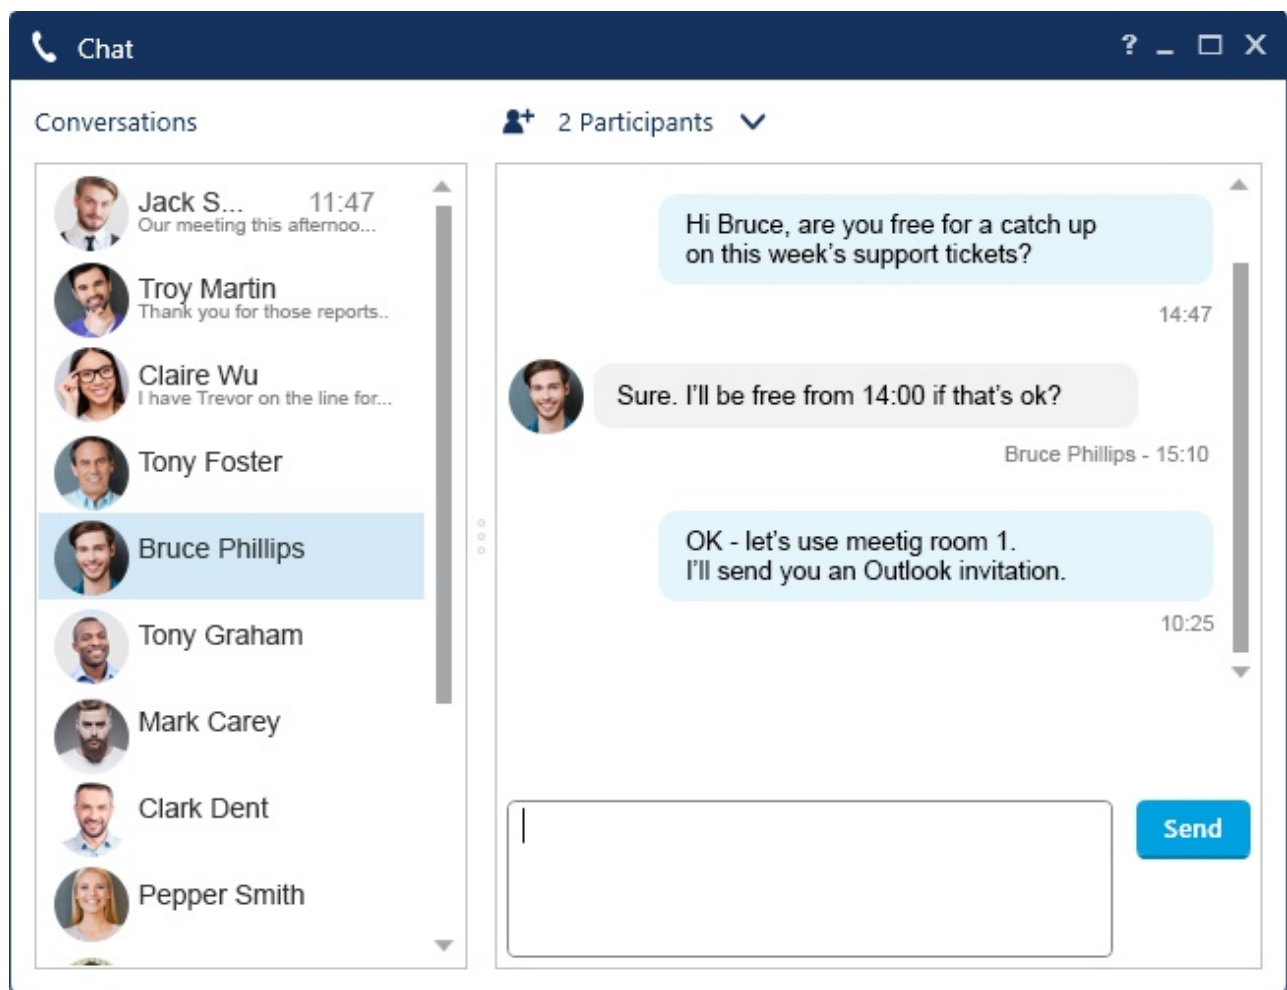 Chat
?
Conversations
2 Participants
Jack S... 11:47
Our meeting this afternoo...
Troy Martin
Thank you for those reports..
Claire Wu
I have Trevor on the line for...
Tony Foster
Bruce Phillips
Tony Graham
Mark Carey
Clark Dent
Pepper Smith
Hi Bruce, are you free for a catch up
on this week’s support tickets?
14:47
Sure. I’ll be free from 14:00 if that’s ok?
Bruce Phillips - 15:10
OK - let’s use meetig room 1.
I’ll send you an Outlook invitation.
10:25
Send